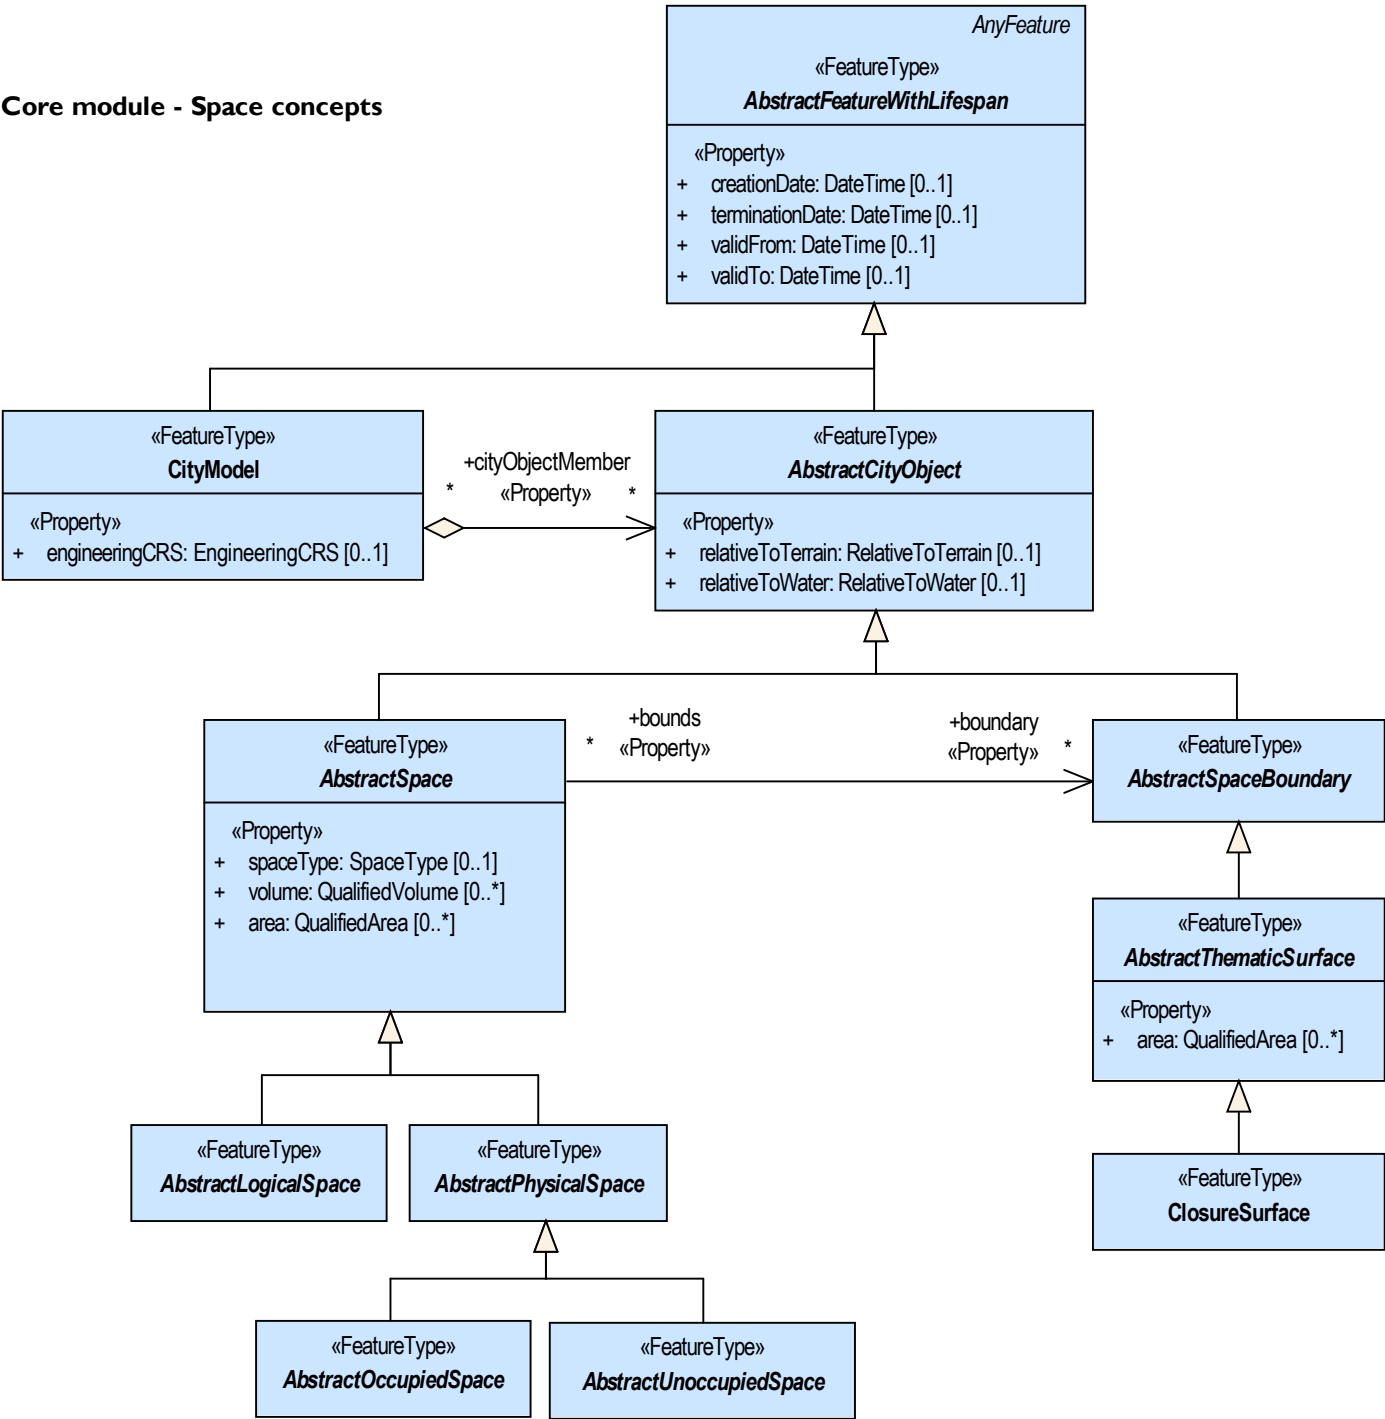 AnyFeature
«FeatureType»
AbstractFeatureWithLifespan
Core module - Space concepts
«Property»
+ creationDate: DateTime [0..1]
+ terminationDate: DateTime [0..1]
+ validFrom: DateTime [0..1]
+ validTo: DateTime [0..1]
«FeatureType»
CityModel
«Property»
+ engineeringCRS: EngineeringCRS [0..1]
+cityObjectMember
* «Property» *
«FeatureType»
AbstractCityObject
«Property»
+ relativeToTerrain: RelativeToTerrain [0..1]
+ relativeToWater: RelativeToWater [0..1]
«FeatureType»
AbstractSpace
«Property»
+ spaceType: SpaceType [0..1]
+ volume: QualifiedVolume [0..*]
+ area: QualifiedArea [0..*]
+bounds
* «Property»
+boundary
«Property» *
«FeatureType»
AbstractSpaceBoundary
«FeatureType»
AbstractThematicSurface
«Property»
+ area: QualifiedArea [0..*]
«FeatureType»
AbstractLogicalSpace
«FeatureType»
AbstractPhysicalSpace
«FeatureType»
ClosureSurface
«FeatureType»
AbstractOccupiedSpace
«FeatureType»
AbstractUnoccupiedSpace